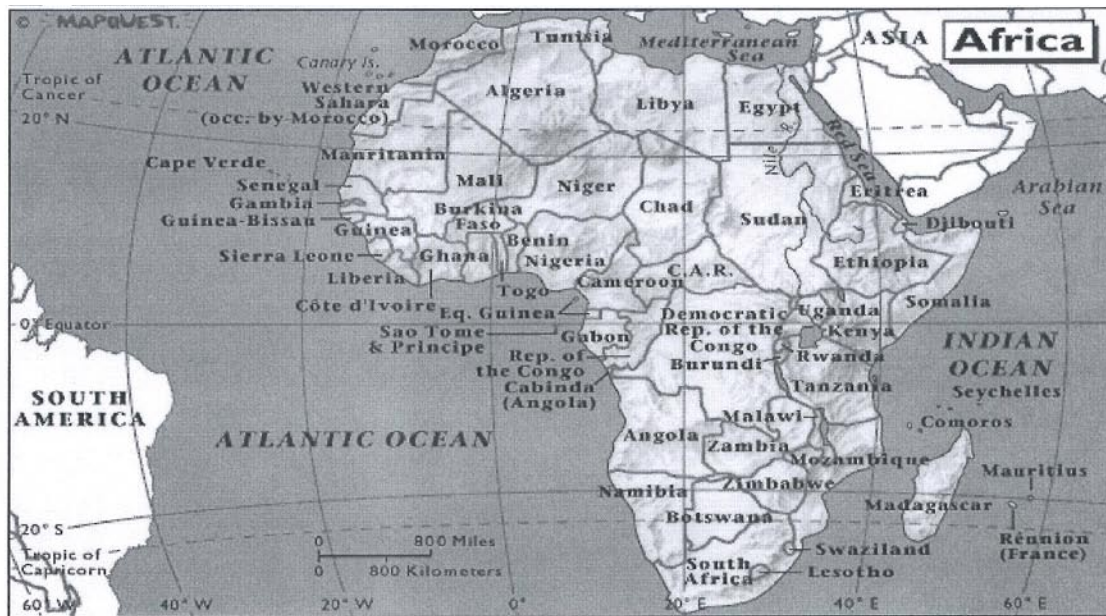 © MAPQUEST.
ATLANTIC
OCEAN
Morocco
Tunisia
Mediterranean
Sea
ASIA
Africa
Canary Is.
Tropic of
Cancer
20° N
Western
Sahara
(occ. by Morocco)
Algeria
Libya
Egypt
Nile R.
Red Sea
Cape Verde
Mauritania
Mali
Niger
Chad
Sudan
Eritrea
Arabian
Sea
Senegal
Gambia
Guinea-Bissau
Guinea
Burkina
Faso
Benin
Djibouti
Sierra Leone
Ghana
Nigeria
C.A.R.
Ethiopia
Liberia
Togo
Cameroon
Somalia
Côte d'Ivoire
Eq. Guinea
Democratic
Rep. of the
Congo
Uganda
0° Equator
Sao Tome
& Principe
Gabon
Kenya
INDIAN
OCEAN
Rep. of
the Congo
Burundi
Rwanda
Cabinda
(Angola)
Tanzania
Seychelles
SOUTH
AMERICA
ATLANTIC OCEAN
Malawi
Comoros
Angola
Zambia
Mozambique
Mauritius
Namibia
Zimbabwe
Madagascar
Botswana
Réunion
(France)
20° S
Tropic of
Capricorn
0 800 Miles
0 800 Kilometers
Swaziland
South
Africa
Lesotho
60° W
40° W
20° W
0°
20° E
40° E
60° E